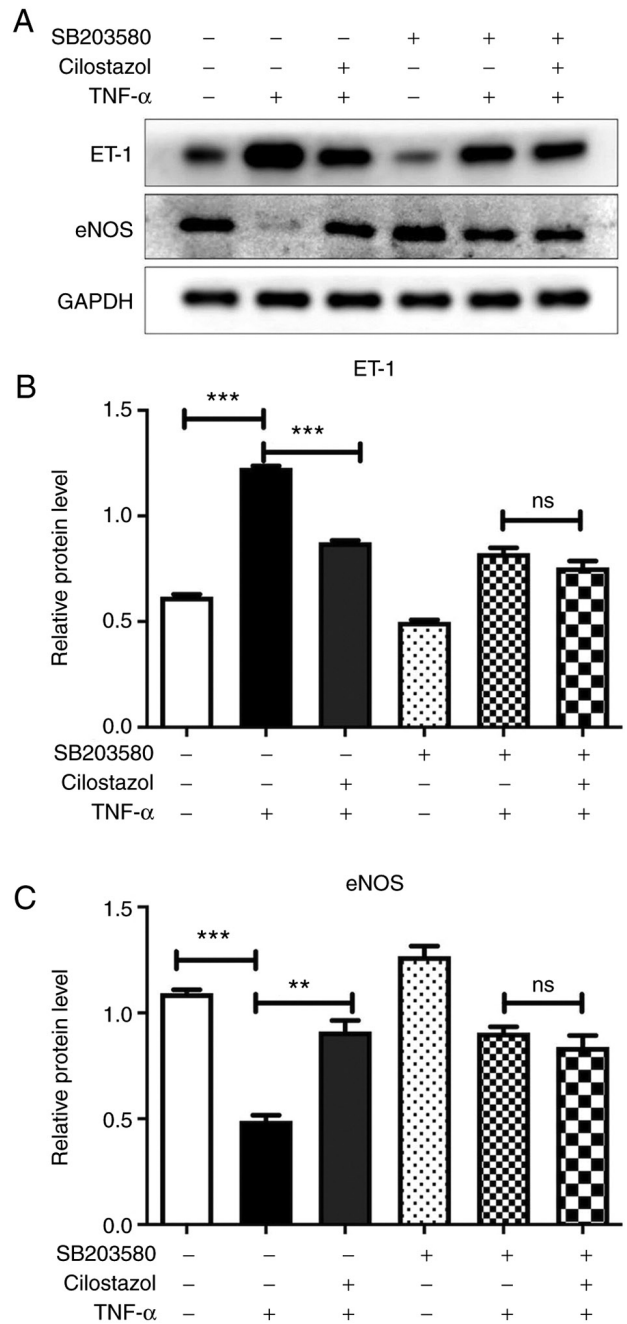 A
SB203580 – – – + + +
Cilostazol – – + – – +
TNF-α – + + – + +
ET-1
eNOS
GAPDH
ET-1
B
Relative protein level
1.5
1.0
0.5
0.0
***
***
ns
SB203580 – – – + + +
Cilostazol – – + – – +
TNF-α – + + – + +
eNOS
C
Relative protein level
1.5
1.0
0.5
0.0
***
**
ns
SB203580 – – – + + +
Cilostazol – – + – – +
TNF-α – + + – + +